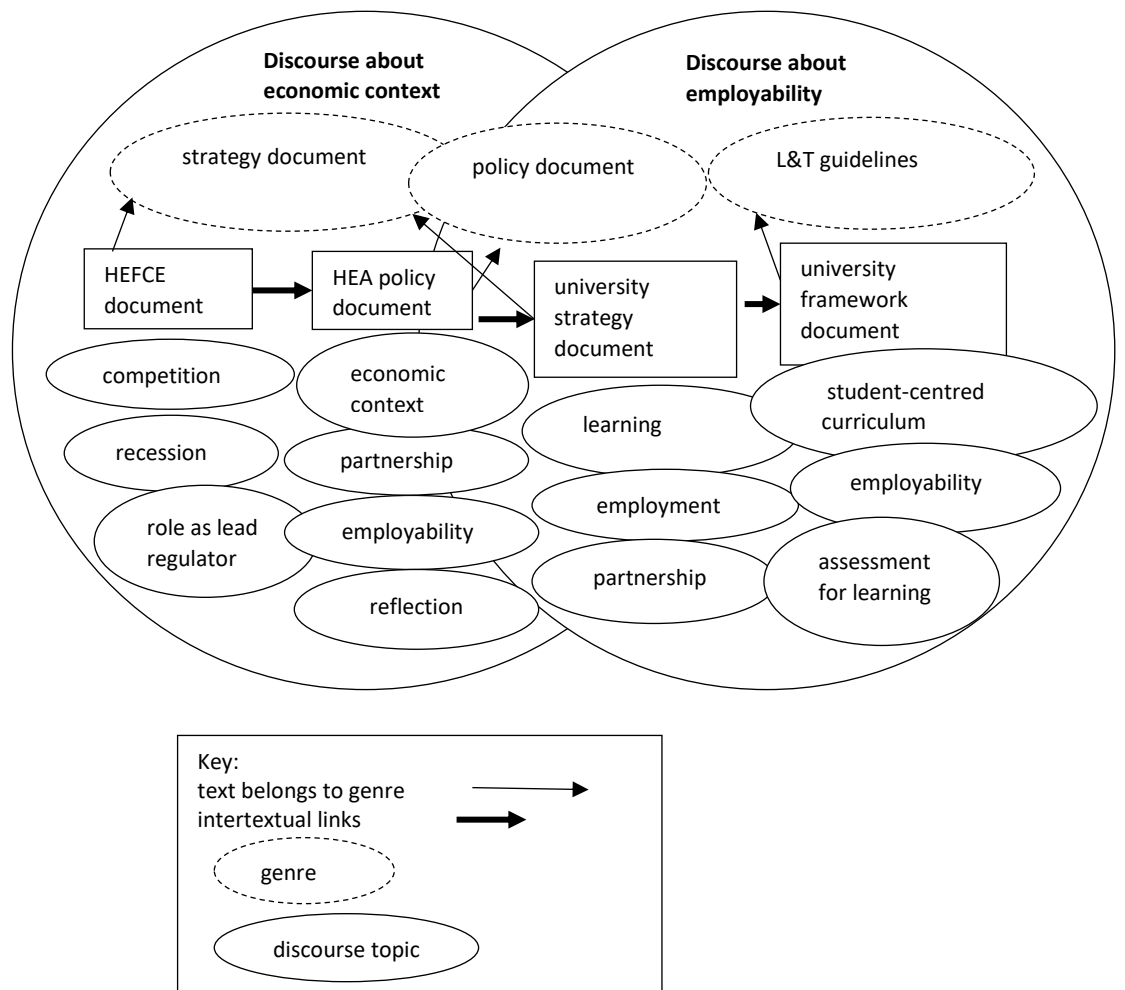 Discourse about
economic context
Discourse about
employability
strategy document
policy document
L&T guidelines
HEFCE
document
HEA policy
document
university
strategy
document
university
framework
document
competition
recession
role as lead
regulator
economic
context
partnership
employability
reflection
learning
employment
partnership
student-centred
curriculum
employability
assessment
for learning
Key:
text belongs to genre
intertextual links
genre
discourse topic